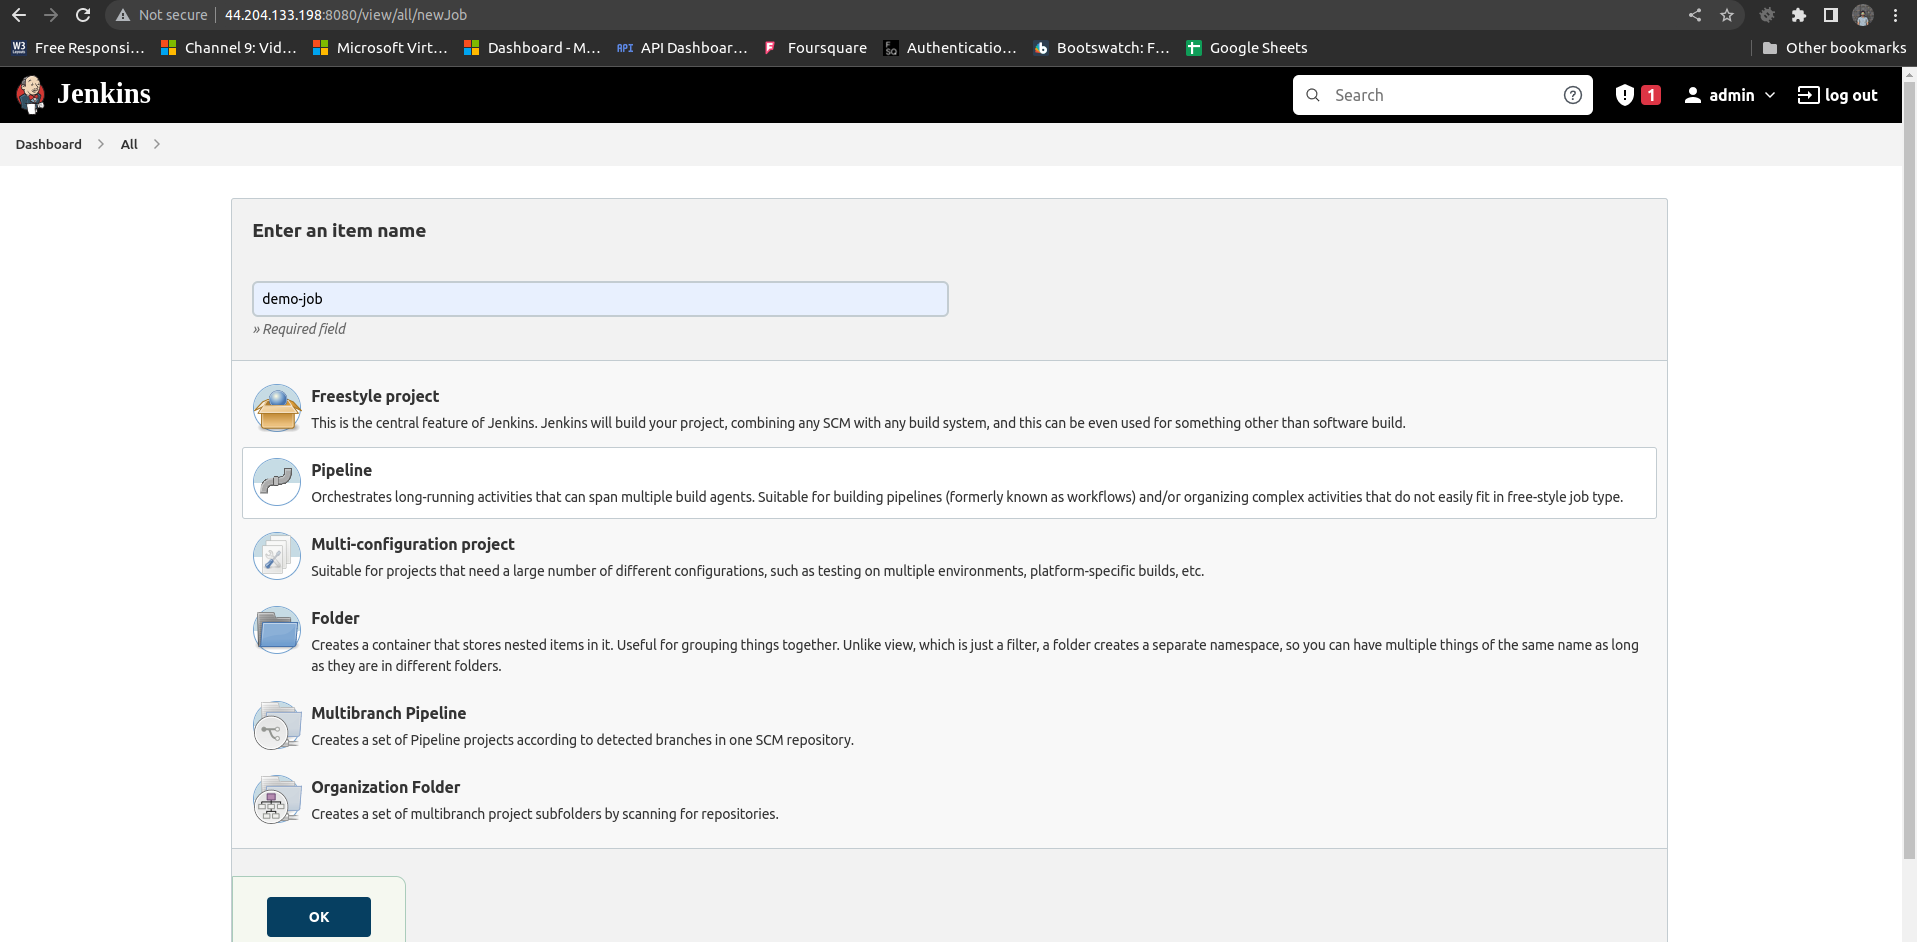 Not secure | 44.204.133.198:8080/view/all/newJob
W3 Free Responsi... Channel 9: Vid... Microsoft Virt... Dashboard - M... API API Dashboar... Foursquare FSQ Authenticatio... Bootswatch: F... Google Sheets Other bookmarks
Jenkins Search 1 admin log out
Dashboard All
Enter an item name
demo-job
» Required field
Freestyle project
This is the central feature of Jenkins. Jenkins will build your project, combining any SCM with any build system, and this can be even used for something other than software build.
Pipeline
Orchestrates long-running activities that can span multiple build agents. Suitable for building pipelines (formerly known as workflows) and/or organizing complex activities that do not easily fit in free-style job type.
Multi-configuration project
Suitable for projects that need a large number of different configurations, such as testing on multiple environments, platform-specific builds, etc.
Folder
Creates a container that stores nested items in it. Useful for grouping things together. Unlike view, which is just a filter, a folder creates a separate namespace, so you can have multiple things of the same name as long
as they are in different folders.
Multibranch Pipeline
Creates a set of Pipeline projects according to detected branches in one SCM repository.
Organization Folder
Creates a set of multibranch project subfolders by scanning for repositories.
OK